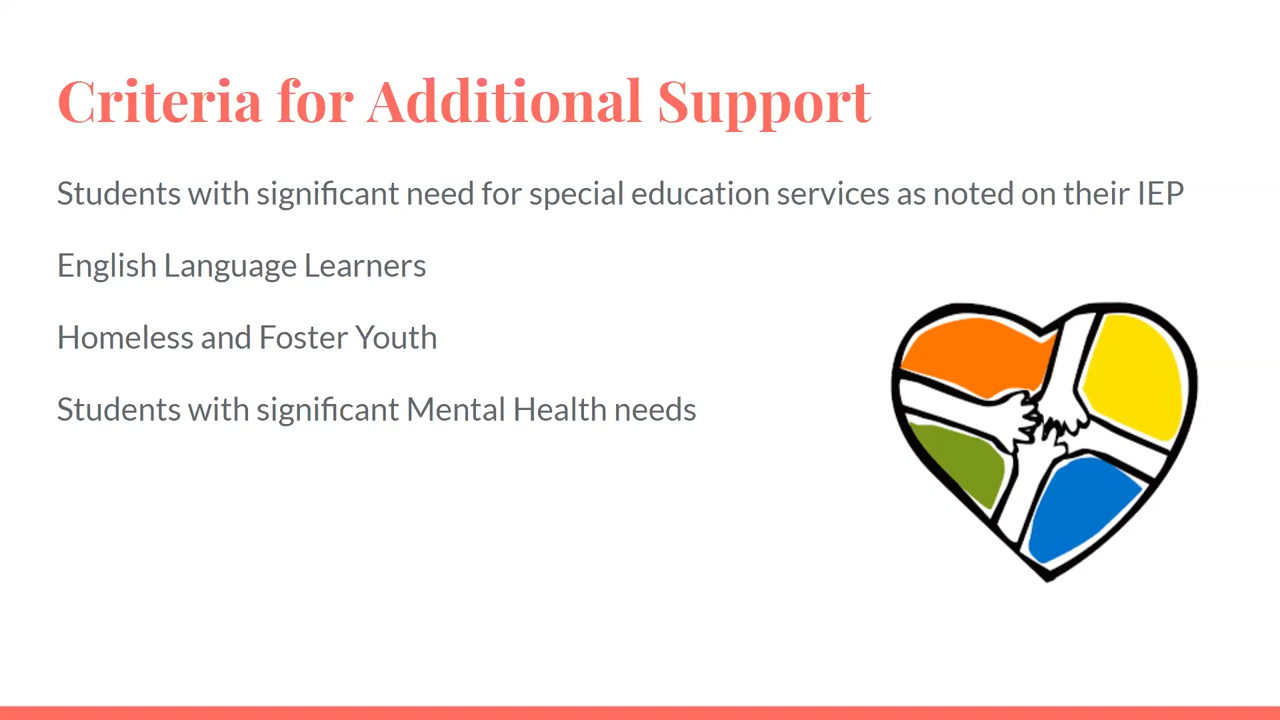 Criteria for Additional Support
Students with significant need for special education services as noted on their IEP
English Language Learners
Homeless and Foster Youth
Students with significant Mental Health needs